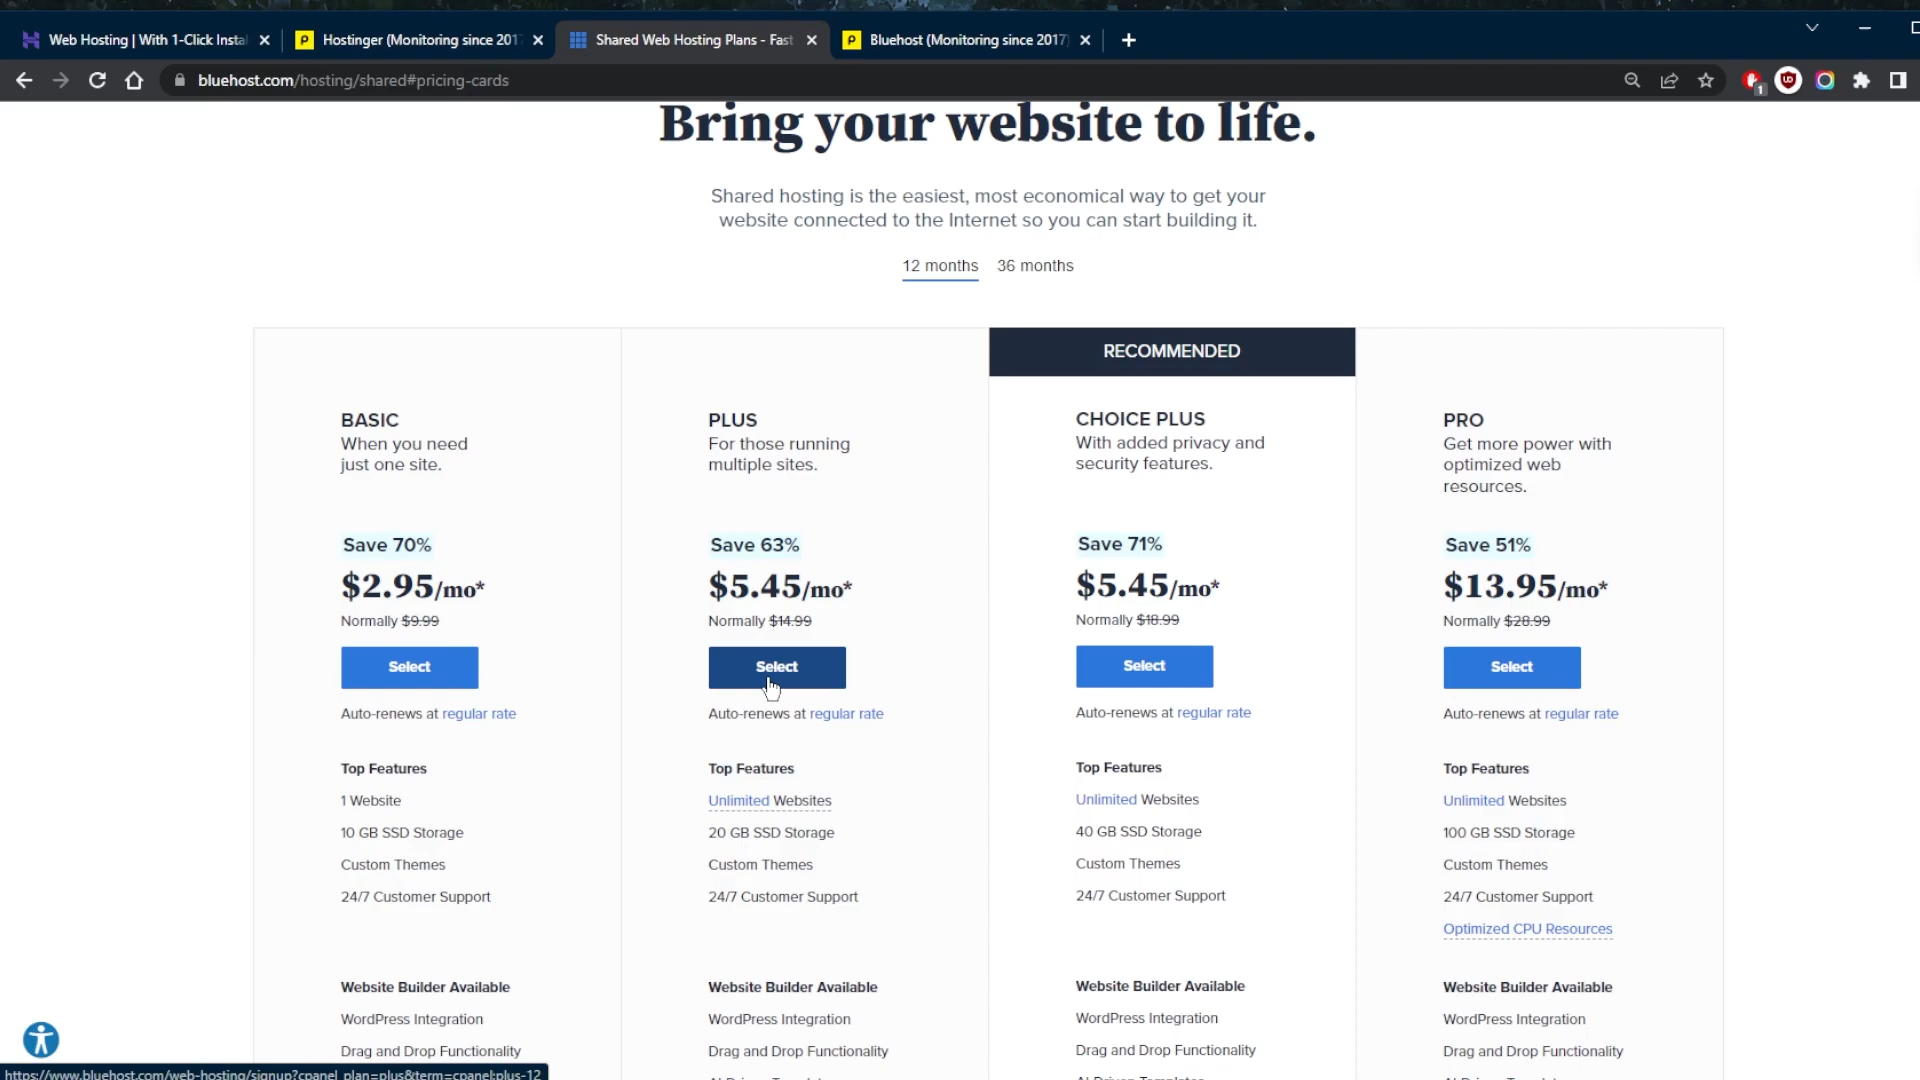 Web Hosting | With 1-Click Insta
Hostinger (Monitoring since 201
Shared Web Hosting Plans - Fast
Bluehost (Monitoring since 2017)
bluehost.com/hosting/shared#pricing-cards
1
Bring your website to life.
Shared hosting is the easiest, most economical way to get your
website connected to the Internet so you can start building it.
12 months 36 months
RECOMMENDED
BASIC
When you need
just one site.
Save 70%
$2.95/mo*
Normally $9.99
Select
Auto-renews at regular rate
Top Features
1 Website
10 GB SSD Storage
Custom Themes
24/7 Customer Support
Website Builder Available
WordPress Integration
Drag and Drop Functionality
PLUS
For those running
multiple sites.
Save 63%
$5.45/mo*
Normally $14.99
Select
Auto-renews at regular rate
Top Features
Unlimited Websites
20 GB SSD Storage
Custom Themes
24/7 Customer Support
Website Builder Available
WordPress Integration
Drag and Drop Functionality
CHOICE PLUS
With added privacy and
security features.
Save 71%
$5.45/mo*
Normally $18.99
Select
Auto-renews at regular rate
Top Features
Unlimited Websites
40 GB SSD Storage
Custom Themes
24/7 Customer Support
Website Builder Available
WordPress Integration
Drag and Drop Functionality
PRO
Get more power with
optimized web
resources.
Save 51%
$13.95/mo*
Normally $28.99
Select
Auto-renews at regular rate
Top Features
Unlimited Websites
100 GB SSD Storage
Custom Themes
24/7 Customer Support
Optimized CPU Resources
Website Builder Available
WordPress Integration
Drag and Drop Functionality
https://www.bluehost.com/web-hosting/signup?cpanel_plan=plus&term=cpanel:plus-12